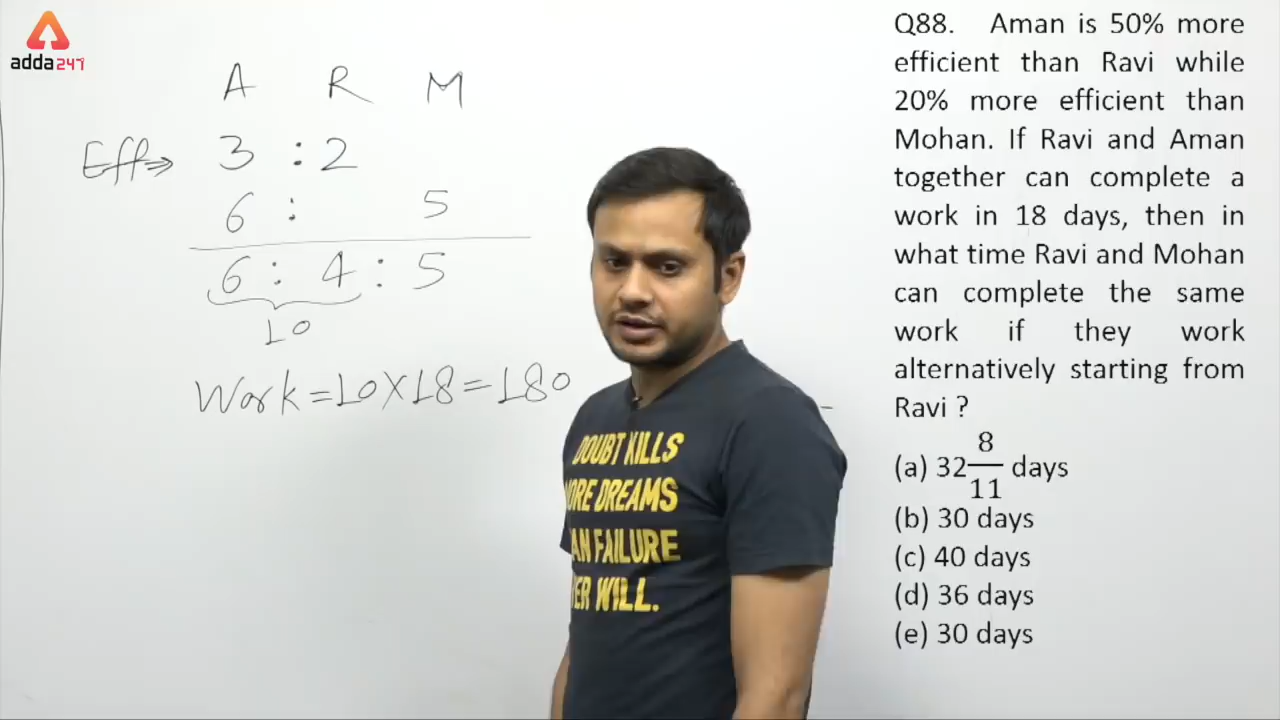 adda247
A R M
Eff⇒ 3 : 2
6 : 5
6 : 4 : 5
10
Work = 10 X 18 = 180
DOUBT KILLS
MORE DREAMS
AN FAILURE
ER WILL.
Q88. Aman is 50% more
efficient than Ravi while
20% more efficient than
Mohan. If Ravi and Aman
together can complete a
work in 18 days, then in
what time Ravi and Mohan
can complete the same
work if they work
alternatively starting from
Ravi ?
(a) 32 8/11 days
(b) 30 days
(c) 40 days
(d) 36 days
(e) 30 days